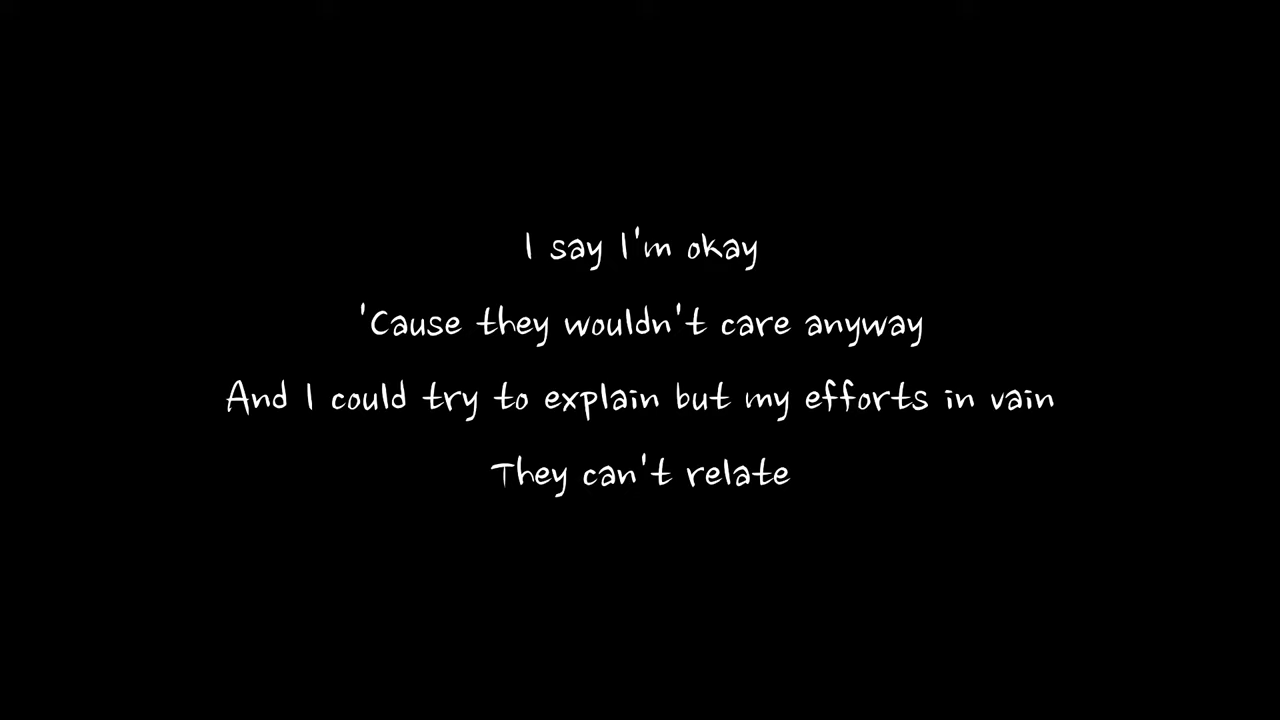 I say I'm okay
'Cause they wouldn't care anyway
And I could try to explain but my efforts in vain
They can't relate